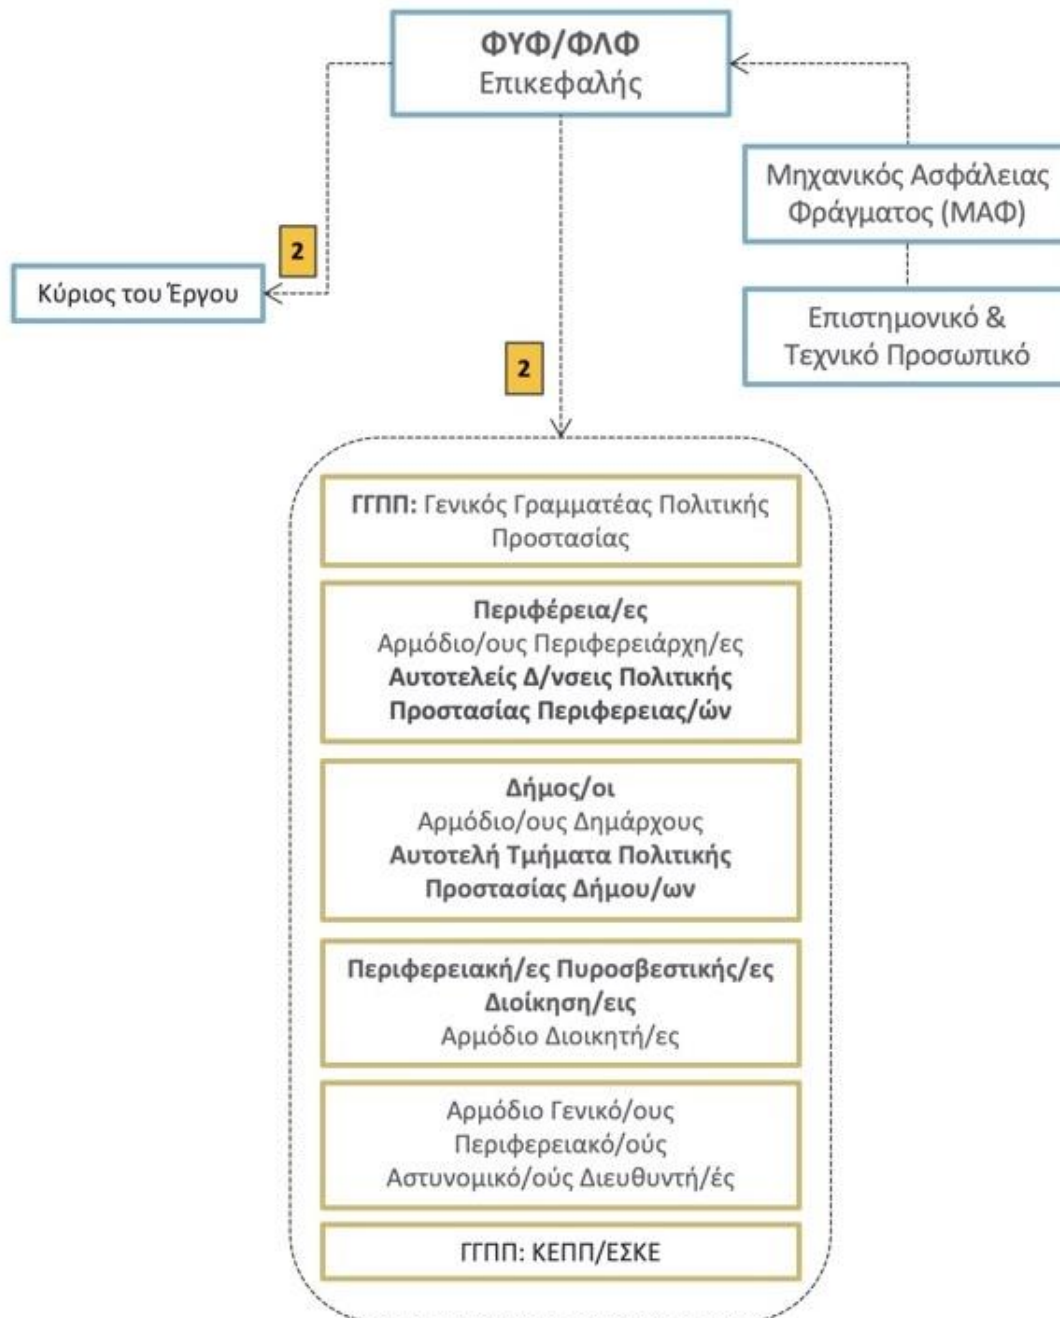 ΦΥΦ/ΦΛΦ
Επικεφαλής
Μηχανικός Ασφάλειας
Φράγματος (ΜΑΦ)
2
Κύριος του Έργου
Επιστημονικό &
Τεχνικό Προσωπικό
2
ΓΓΠΠ: Γενικός Γραμματέας Πολιτικής
Προστασίας
Περιφέρεια/ες
Αρμόδιο/ους Περιφερειάρχη/ες
Αυτοτελείς Δ/νσεις Πολιτικής
Προστασίας Περιφερειας/ών
Δήμος/οι
Αρμόδιο/ους Δημάρχους
Αυτοτελή Τμήματα Πολιτικής
Προστασίας Δήμου/ων
Περιφερειακή/ες Πυροσβεστικής/ες
Διοίκηση/εις
Αρμόδιο Διοικητή/ες
Αρμόδιο Γενικό/ους
Περιφερειακό/ούς
Αστυνομικό/ούς Διευθυντή/ές
ΓΓΠΠ: ΚΕΠΠ/ΕΣΚΕ